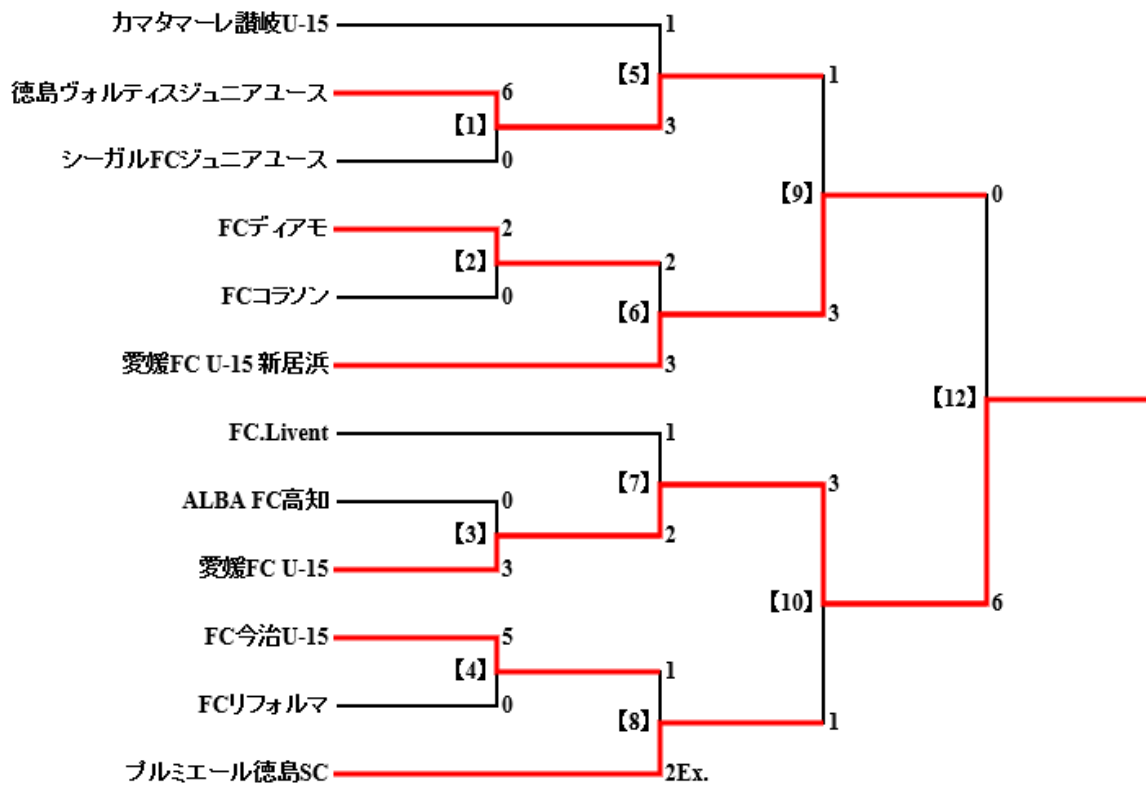 カマタマーレ讃岐U-15 1
【5】 1
徳島ヴォルティスジュニアユース 6
【1】 3
シーガルFCジュニアユース 0
【9】 0
FCディアモ 2
【2】 2
FCコラソン 0
【6】 3
愛媛FC U-15 新居浜 3
【12】
FC.Livent 1
【7】 3
ALBA FC高知 0
【3】 2
愛媛FC U-15 3
【10】 6
FC今治U-15 5
【4】 1
FCリフォルマ 0
【8】 1
プルミエール徳島SC 2Ex.